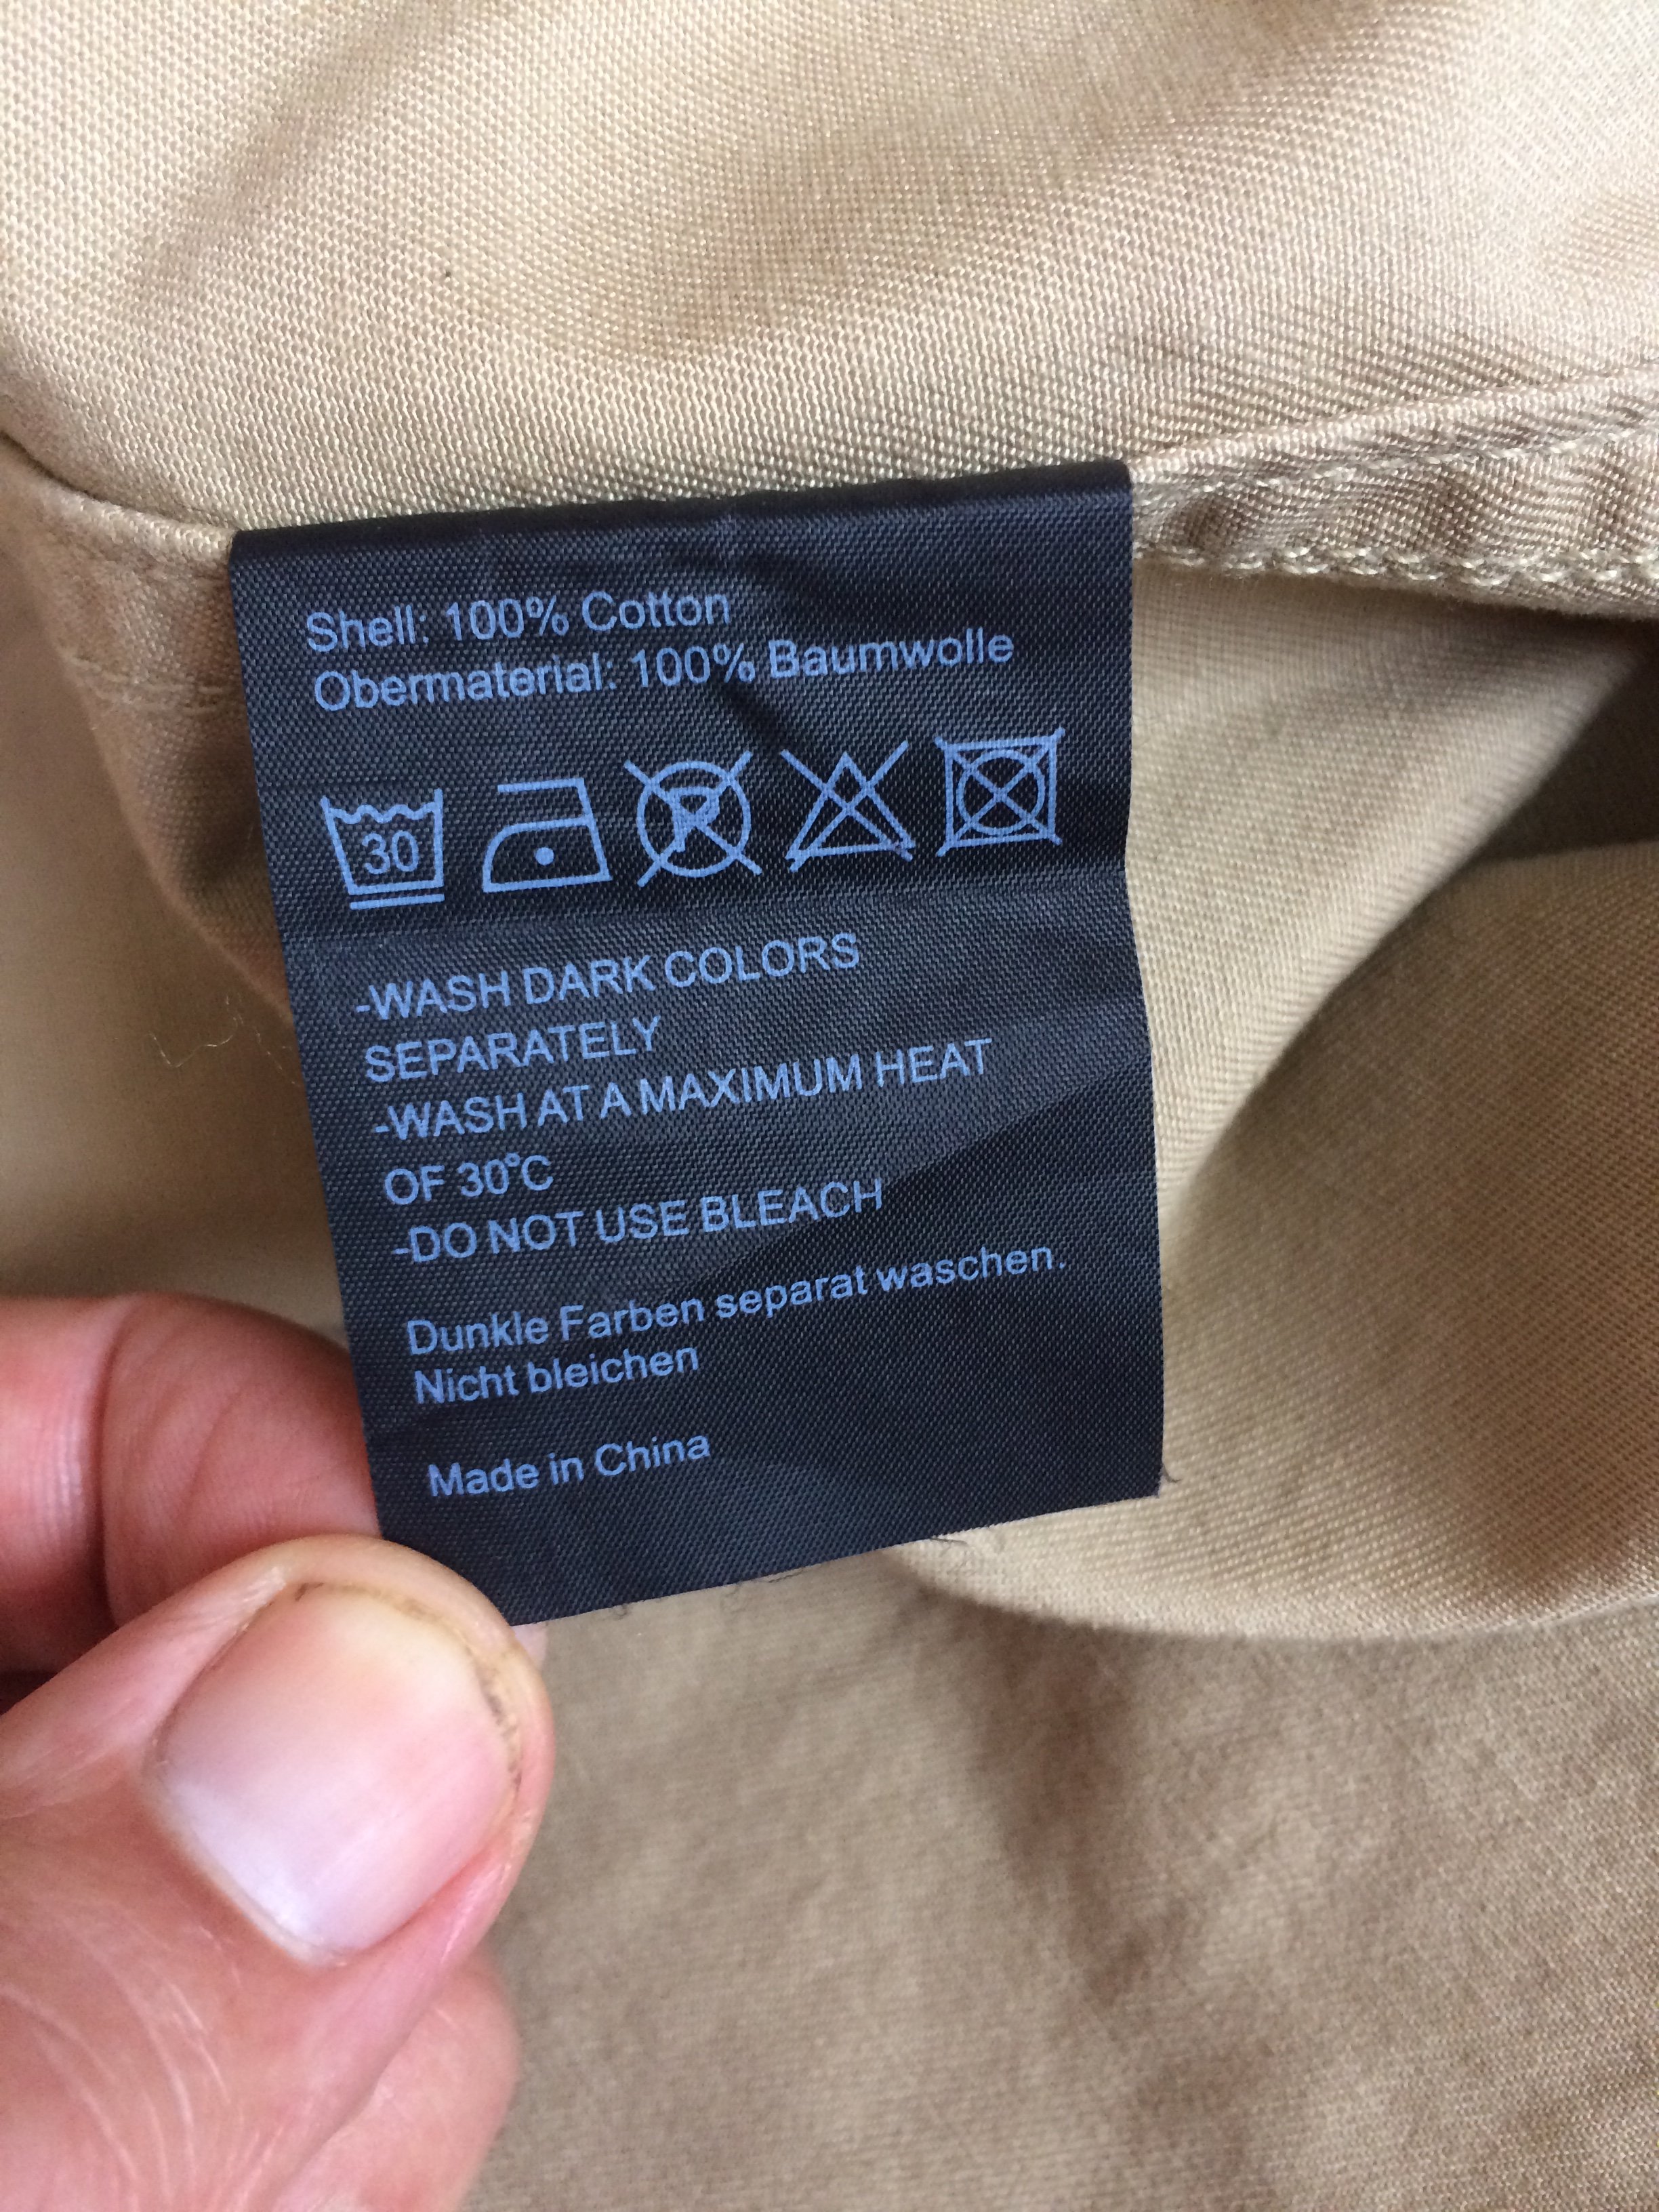 Shell: 100% Cotton
Obermaterial: 100% Baumwolle
30 P
-WASH DARK COLORS
SEPARATELY
-WASH AT A MAXIMUM HEAT
OF 30°C
-DO NOT USE BLEACH
Dunkle Farben separat waschen.
Nicht bleichen
Made in China